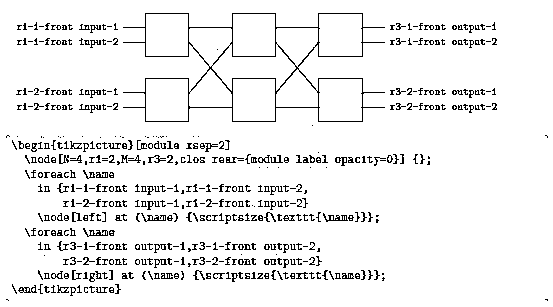 r1-1-front input-1
r3-1-front output-1
r1-1-front input-2
r3-1-front output-2
r1-2-front input-1
r3-2-front output-1
r1-2-front input-2
r3-2-front output-2
\begin{tikzpicture}[module xsep=2]
\node[N=4,r1=2,M=4,r3=2,clos rear={module label opacity=0}] {};
\foreach \name
in {r1-1-front input-1,r1-1-front input-2,
r1-2-front input-1,r1-2-front input-2}
\node[left] at (\name) {\scriptsize{\texttt{\name}}};
\foreach \name
in {r3-1-front output-1,r3-1-front output-2,
r3-2-front output-1,r3-2-front output-2}
\node[right] at (\name) {\scriptsize{\texttt{\name}}};
\end{tikzpicture}